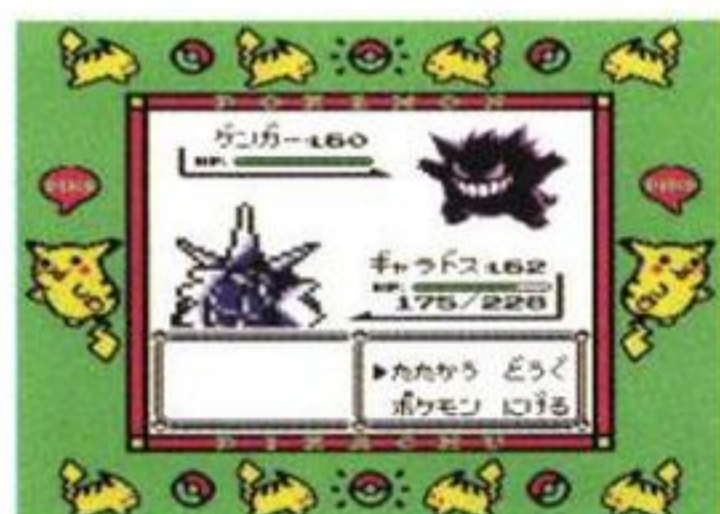 POKéMON
ゲンガー :L60
HP:
ギャラドス :L62
HP:
175/228
▶たたかう どうぐ
ポケモン にげる
PIKACHU